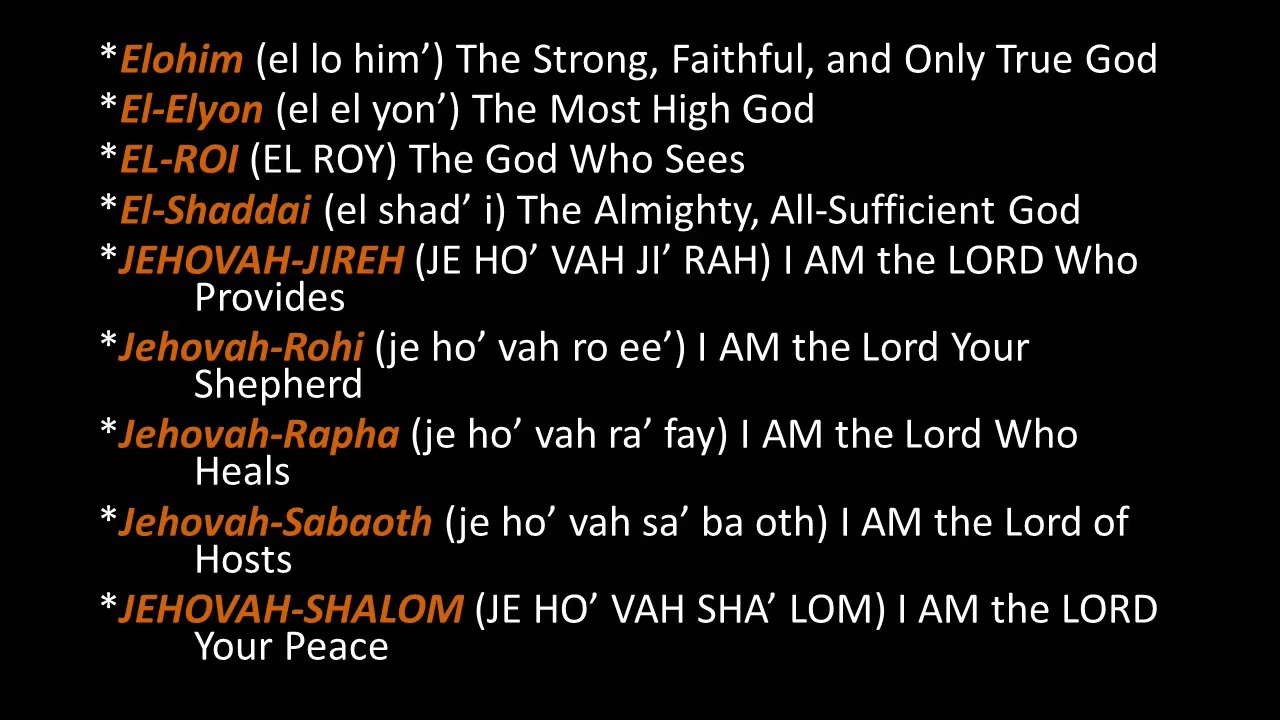 *Elohim (el lo him’) The Strong, Faithful, and Only True God
*El-Elyon (el el yon’) The Most High God
*EL-ROI (EL ROY) The God Who Sees
*El-Shaddai (el shad’ i) The Almighty, All-Sufficient God
*JEHOVAH-JIREH (JE HO’ VAH JI’ RAH) I AM the LORD Who
Provides
*Jehovah-Rohi (je ho’ vah ro ee’) I AM the Lord Your
Shepherd
*Jehovah-Rapha (je ho’ vah ra’ fay) I AM the Lord Who
Heals
*Jehovah-Sabaoth (je ho’ vah sa’ ba oth) I AM the Lord of
Hosts
*JEHOVAH-SHALOM (JE HO’ VAH SHA’ LOM) I AM the LORD
Your Peace